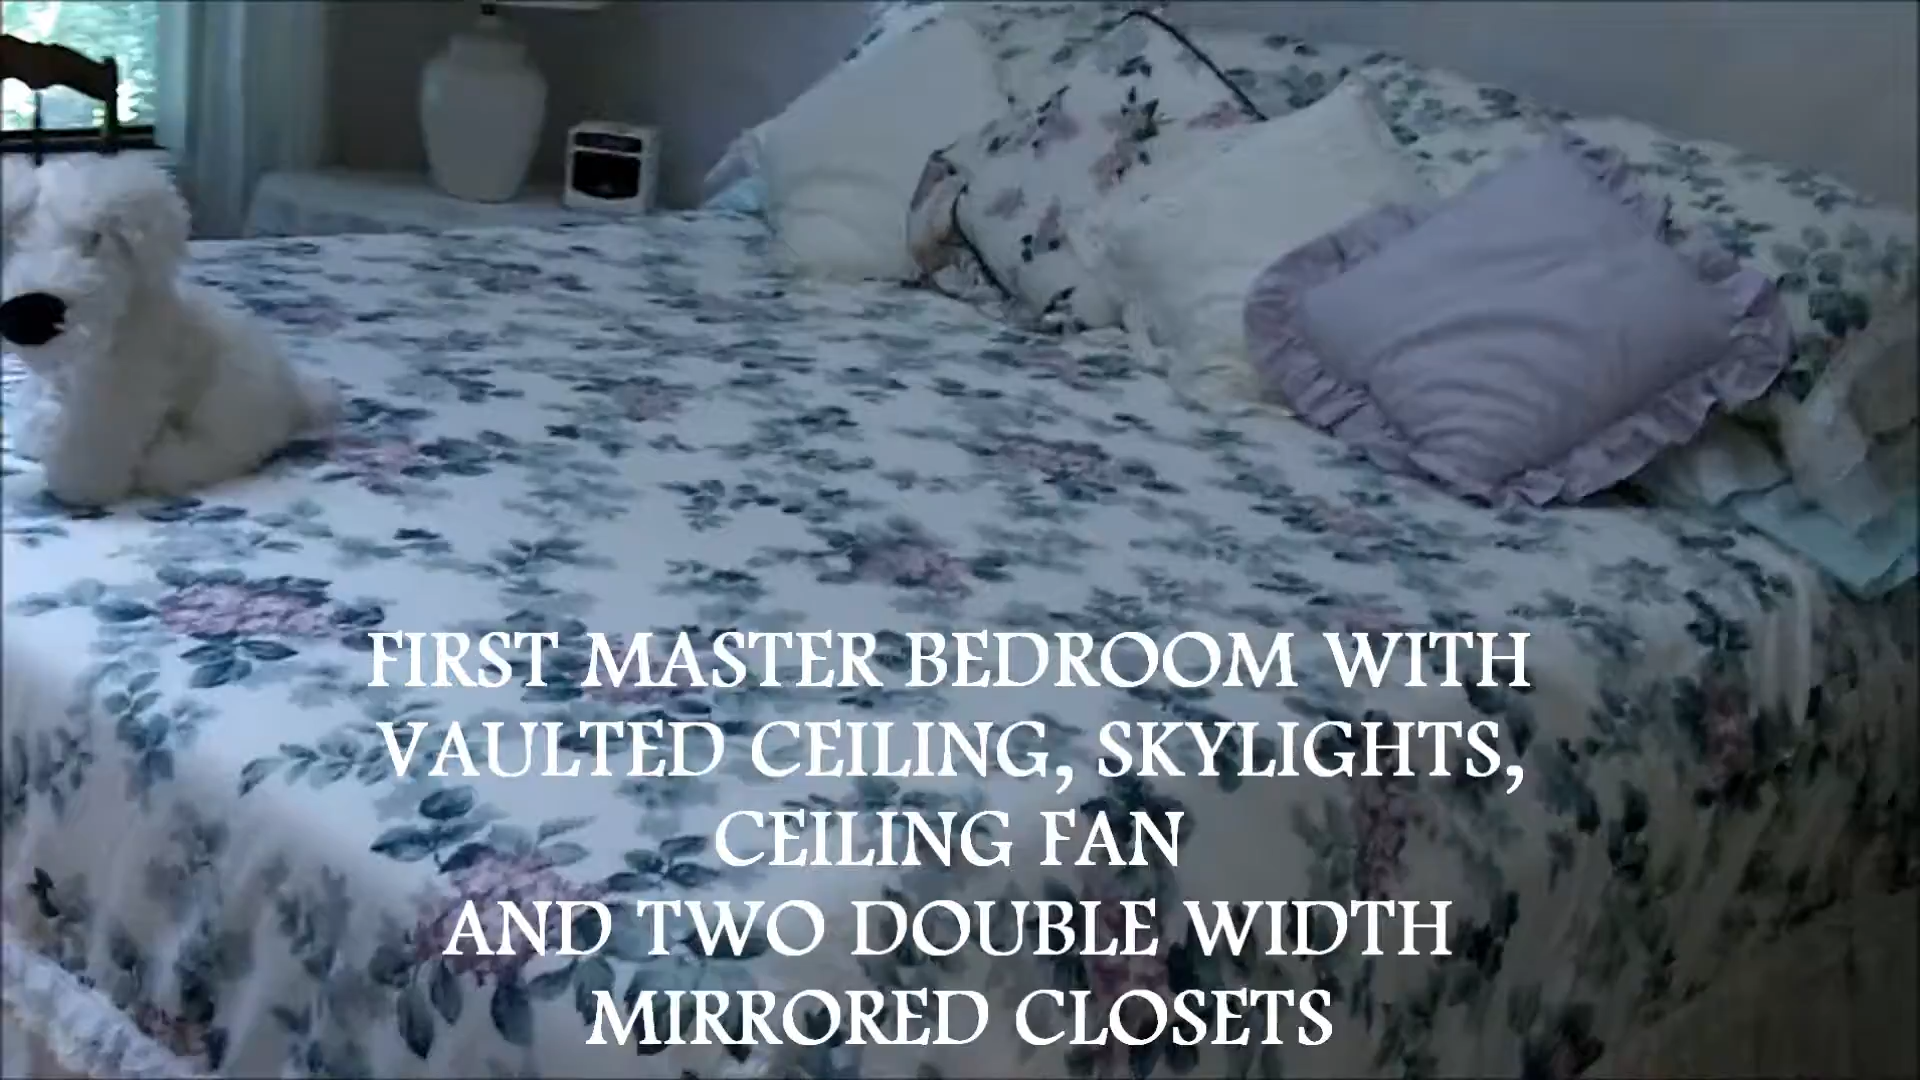 FIRST MASTER BEDROOM WITH
VAULTED CEILING, SKYLIGHTS,
CEILING FAN
AND TWO DOUBLE WIDTH
MIRRORED CLOSETS